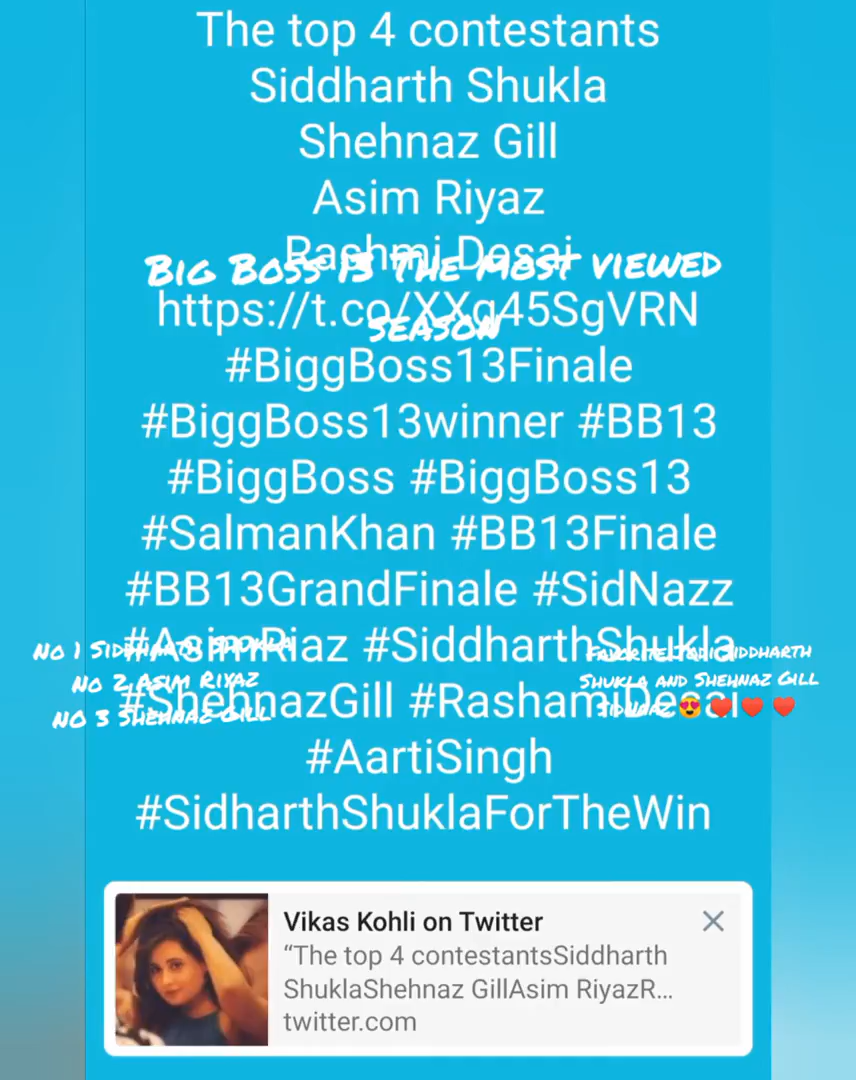 The top 4 contestants
Siddharth Shukla
Shehnaz Gill
Asim Riyaz
Rashmi Desai
Big Boss 13 The most viewed
season
https://t.co/XXg45SgVRN
#BiggBoss13Finale
#BiggBoss13winner #BB13
#BiggBoss #BiggBoss13
#SalmanKhan #BB13Finale
#BB13GrandFinale #SidNazz
#AsimRiaz #SiddharthShukla
#ShehnazGill #RashamiDesai
#AartiSingh
#SidharthShuklaForTheWin
No 1 Siddharth Shukla
No 2 Asim Riyaz
No 3 Shehnaz Gill
Favorite Jodi Siddharth
Shukla and Shehnaz Gill
Sidnaaz😍♥️♥️♥️
Vikas Kohli on Twitter
“The top 4 contestantsSiddharth
ShuklaShehnaz GillAsim RiyazR...
twitter.com